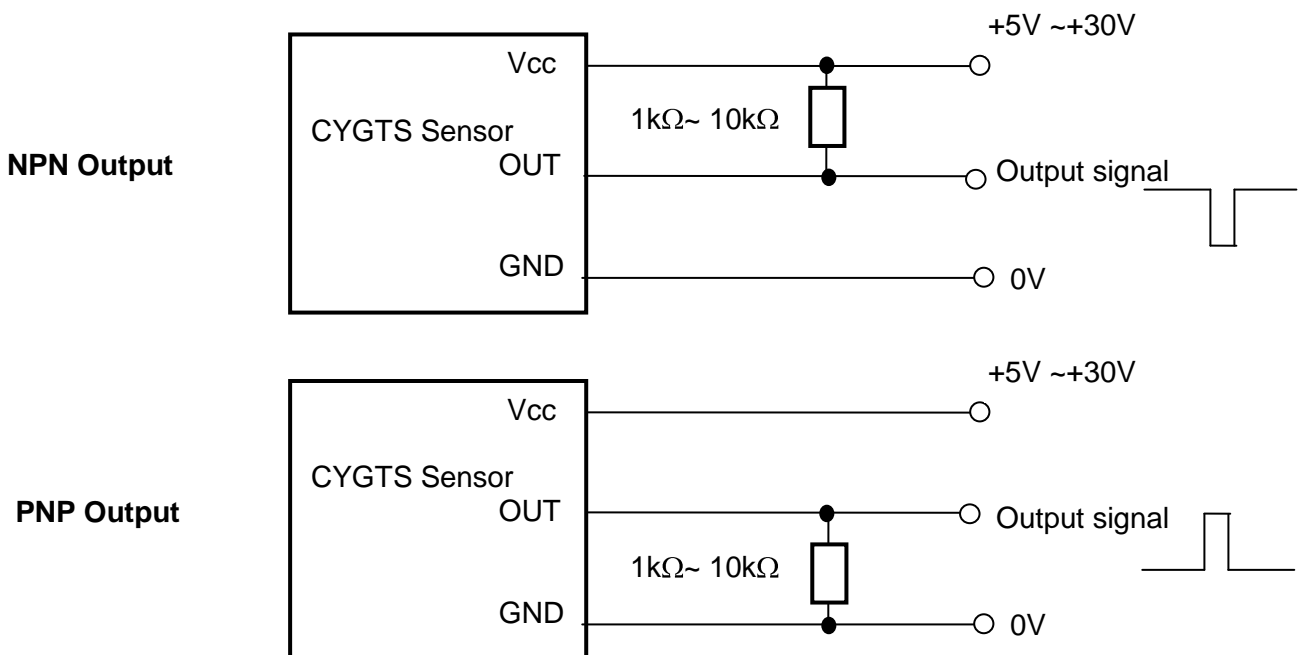 +5V ~+30V
Vcc
1kΩ~ 10kΩ
CYGTS Sensor
NPN Output
OUT
Output signal
GND
0V
+5V ~+30V
Vcc
CYGTS Sensor
PNP Output
OUT
Output signal
1kΩ~ 10kΩ
GND
0V